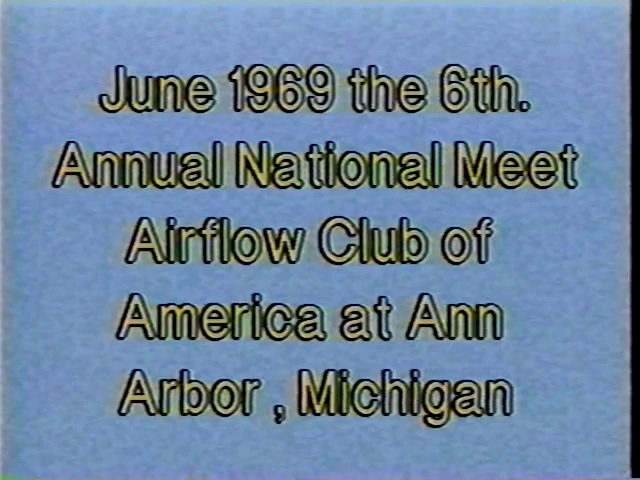 June 1969 the 6th.
Annual National Meet
Airflow Club of
America at Ann
Arbor , Michigan